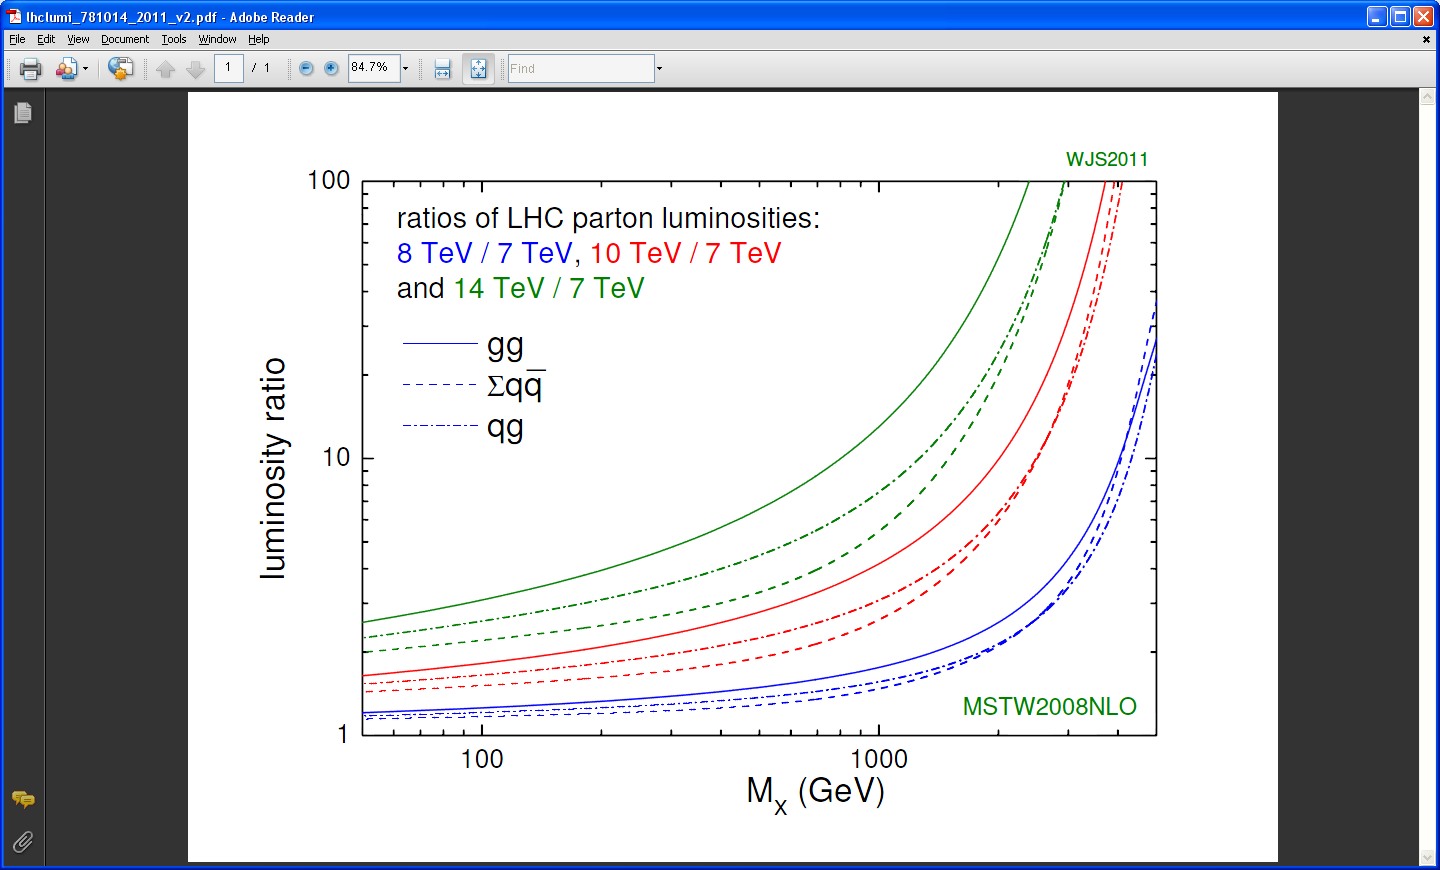 lhclumi_781014_2011_v2.pdf - Adobe Reader
File Edit View Document Tools Window Help
1 / 1 84.7% Find
WJS2011
100
ratios of LHC parton luminosities:
8 TeV / 7 TeV, 10 TeV / 7 TeV
and 14 TeV / 7 TeV
gg
Σqq̅
qg
luminosity ratio
10
MSTW2008NLO
1
100 1000
M_X (GeV)